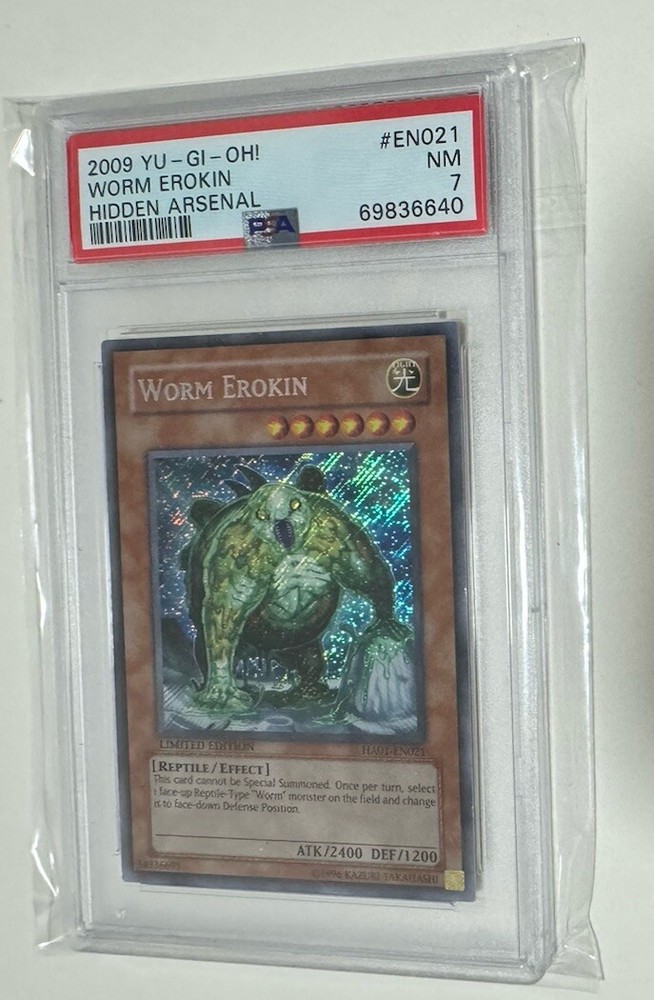 2009 YU-GI-OH! #EN021
WORM EROKIN NM
HIDDEN ARSENAL 7
PSA 69836640
WORM EROKIN
LIGHT
光
LIMITED EDITION HA01-EN021
[REPTILE/EFFECT]
This card cannot be Special Summoned. Once per turn, select
1 face-up Reptile-Type "Worm" monster on the field and change
it to face-down Defense Position.
ATK/2400 DEF/1200
©1996 KAZUKI TAKAHASHI